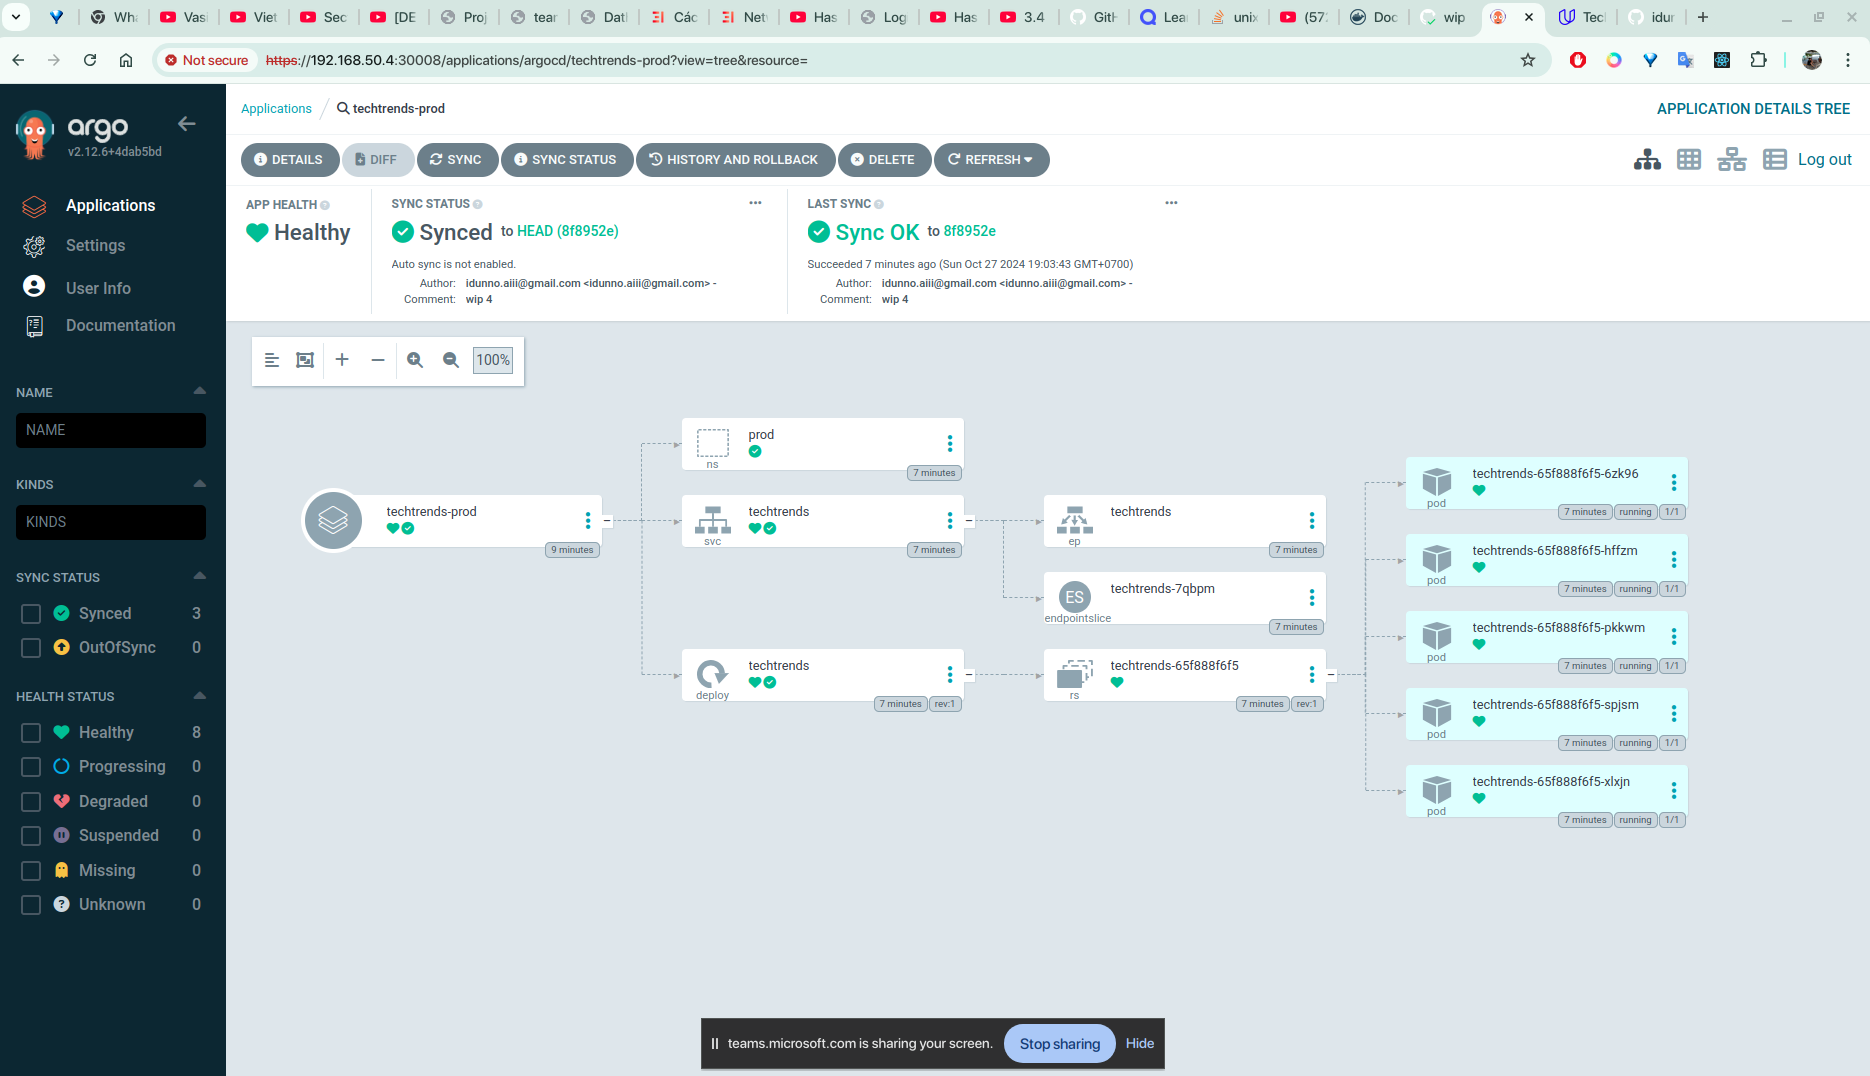 Wha
Vasi
Viet
Sec
[DE
Proj
tear
Dat
Các
Net
Has
Log
Has
3.4
GitH
Lear
unix
(57
Doc
wip
Tec
idur
Not secure
https://192.168.50.4:30008/applications/argocd/techtrends-prod?view=tree&resource=
argo
v2.12.6+4dab5bd
Applications
Settings
User Info
Documentation
NAME
NAME
KINDS
KINDS
SYNC STATUS
Synced 3
OutOfSync 0
HEALTH STATUS
Healthy 8
Progressing 0
Degraded 0
Suspended 0
Missing 0
Unknown 0
Applications / techtrends-prod
APPLICATION DETAILS TREE
DETAILS DIFF SYNC SYNC STATUS HISTORY AND ROLLBACK DELETE REFRESH
Log out
APP HEALTH
Healthy
SYNC STATUS
Synced to HEAD (8f8952e)
Auto sync is not enabled.
Author: idunno.aiii@gmail.com <idunno.aiii@gmail.com> -
Comment: wip 4
LAST SYNC
Sync OK to 8f8952e
Succeeded 7 minutes ago (Sun Oct 27 2024 19:03:43 GMT+0700)
Author: idunno.aiii@gmail.com <idunno.aiii@gmail.com> -
Comment: wip 4
100%
techtrends-prod
9 minutes
prod
ns
7 minutes
techtrends
svc
7 minutes
techtrends
deploy
7 minutes rev:1
techtrends
ep
7 minutes
ES
techtrends-7qbpm
endpointslice
7 minutes
techtrends-65f888f6f5
rs
7 minutes rev:1
techtrends-65f888f6f5-6zk96
pod
7 minutes running 1/1
techtrends-65f888f6f5-hffzm
pod
7 minutes running 1/1
techtrends-65f888f6f5-pkkwm
pod
7 minutes running 1/1
techtrends-65f888f6f5-spjsm
pod
7 minutes running 1/1
techtrends-65f888f6f5-xlxjn
pod
7 minutes running 1/1
teams.microsoft.com is sharing your screen.
Stop sharing
Hide